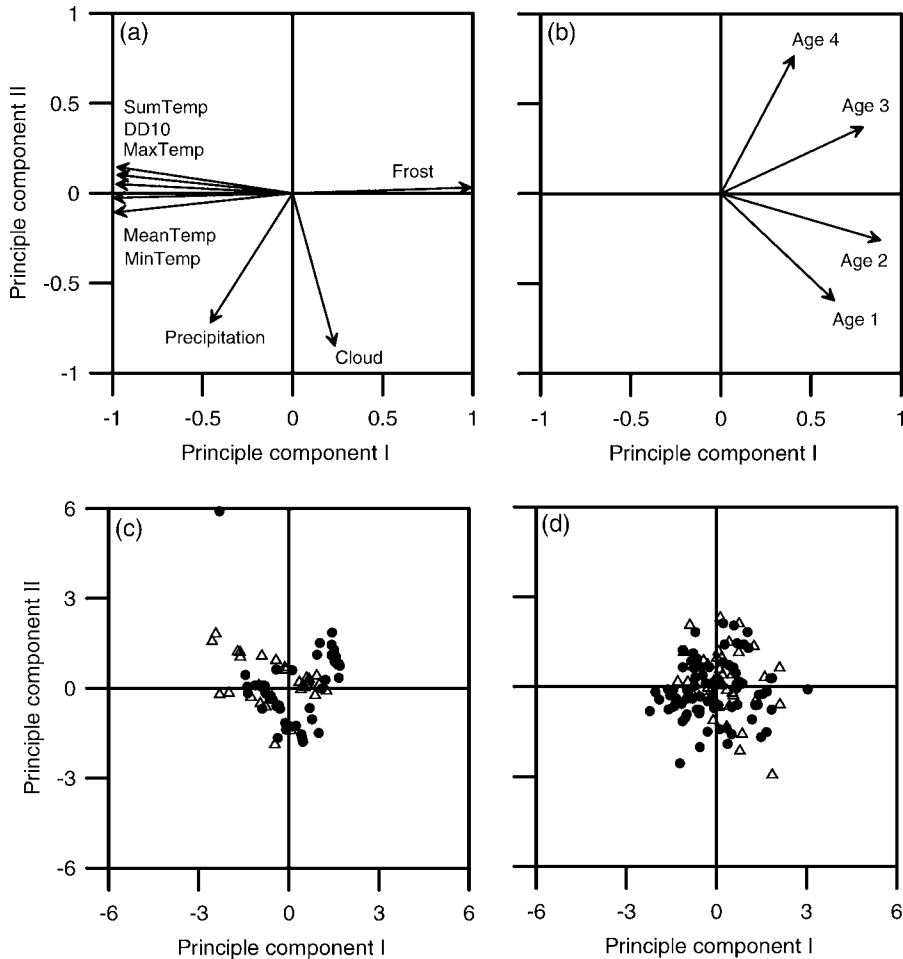 (a)
1
0.5
0
-0.5
-1
Principle component II
SumTemp
DD10
MaxTemp
Frost
MeanTemp
MinTemp
Precipitation
Cloud
-1
-0.5
0
0.5
1
Principle component I
(b)
Age 4
Age 3
Age 2
Age 1
-1
-0.5
0
0.5
1
Principle component I
(c)
6
3
0
-3
-6
Principle component II
-6
-3
0
3
6
Principle component I
(d)
-6
-3
0
3
6
Principle component I